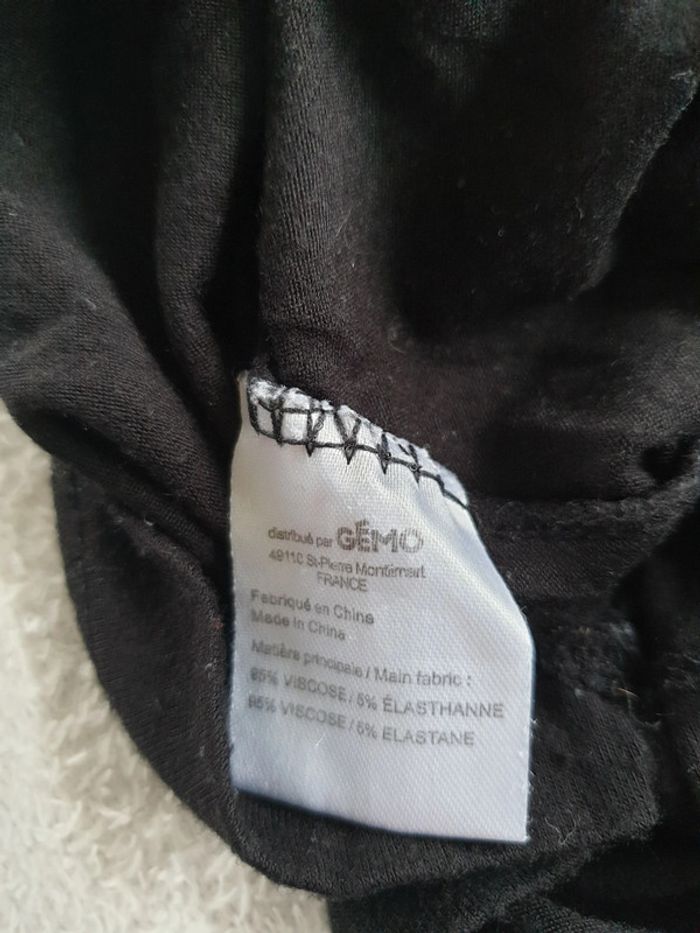 distribué par GÉMO
49110 St-Pierre Montlimart
FRANCE
Fabriqué en Chine
Made in China
Matière principale / Main fabric :
95% VISCOSE / 5% ÉLASTHANNE
95% VISCOSE / 5% ELASTANE